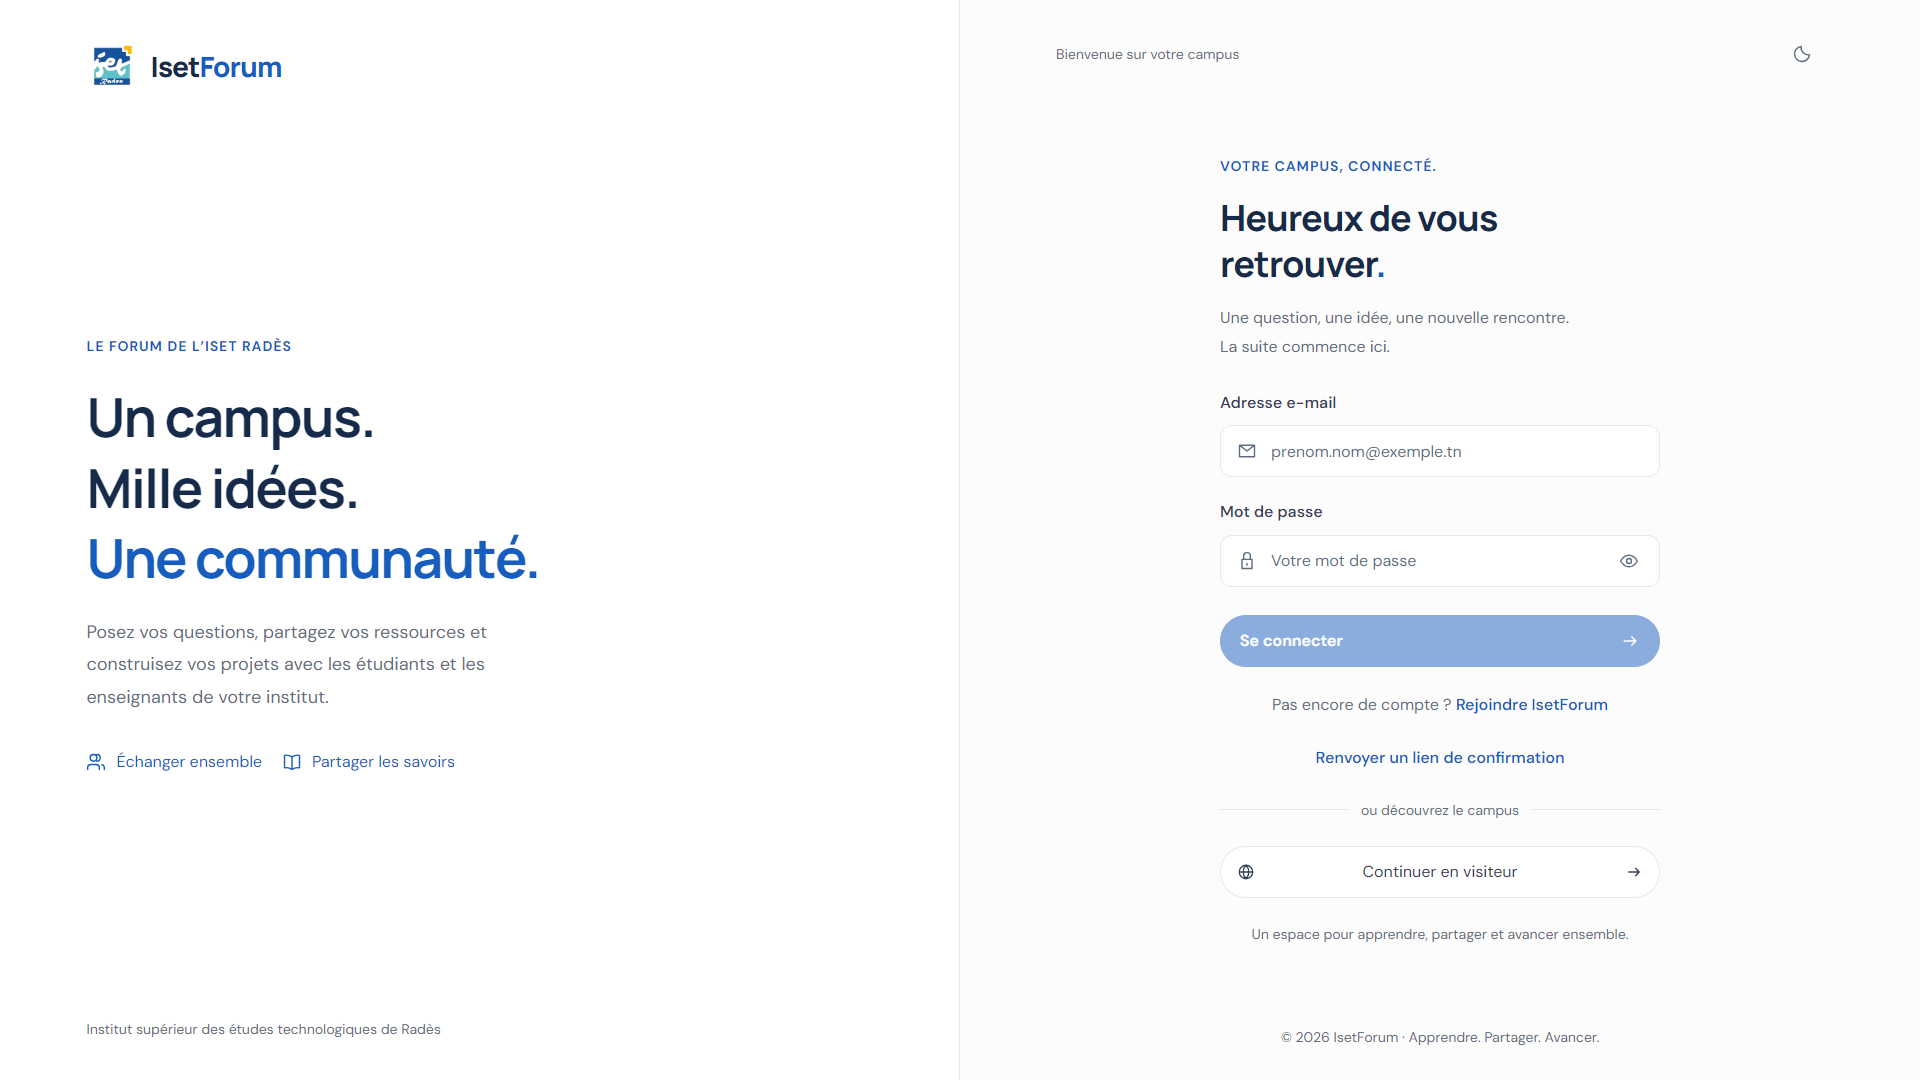 iset
Rades
IsetForum
LE FORUM DE L’ISET RADÈS
Un campus.
Mille idées.
Une communauté.
Posez vos questions, partagez vos ressources et
construisez vos projets avec les étudiants et les
enseignants de votre institut.
Échanger ensemble
Partager les savoirs
Institut supérieur des études technologiques de Radès
Bienvenue sur votre campus
VOTRE CAMPUS, CONNECTÉ.
Heureux de vous
retrouver.
Une question, une idée, une nouvelle rencontre.
La suite commence ici.
Adresse e-mail
prenom.nom@exemple.tn
Mot de passe
Votre mot de passe
Se connecter
Pas encore de compte ? Rejoindre IsetForum
Renvoyer un lien de confirmation
ou découvrez le campus
Continuer en visiteur
Un espace pour apprendre, partager et avancer ensemble.
© 2026 IsetForum · Apprendre. Partager. Avancer.